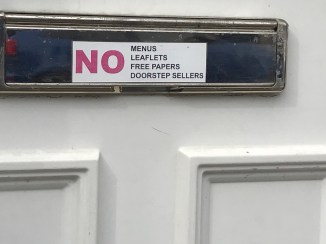 NO
MENUS
LEAFLETS
FREE PAPERS
DOORSTEP SELLERS